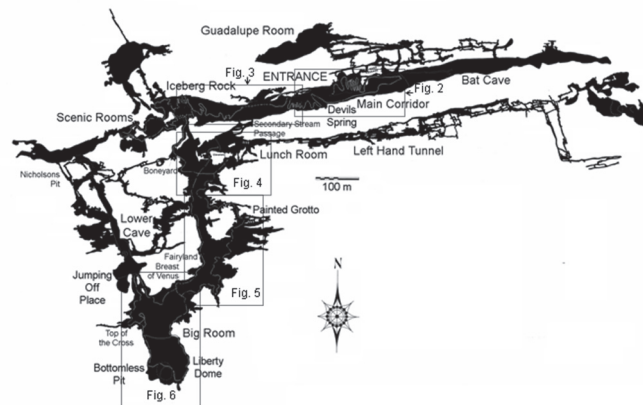 Guadalupe Room
Fig. 3
ENTRANCE
Iceberg Rock
Fig. 2
Bat Cave
Main Corridor
Devils
Spring
Scenic Rooms
Secondary Stream
Passage
Lunch Room
Left Hand Tunnel
Nicholsons
Pit
Boneyard
Fig. 4
100 m
Painted Grotto
Lower
Cave
Fairyland
Breast
of Venus
N
Jumping
Off
Place
Fig. 5
Top of
the Cross
Big Room
Bottomless
Pit
Liberty
Dome
Fig. 6